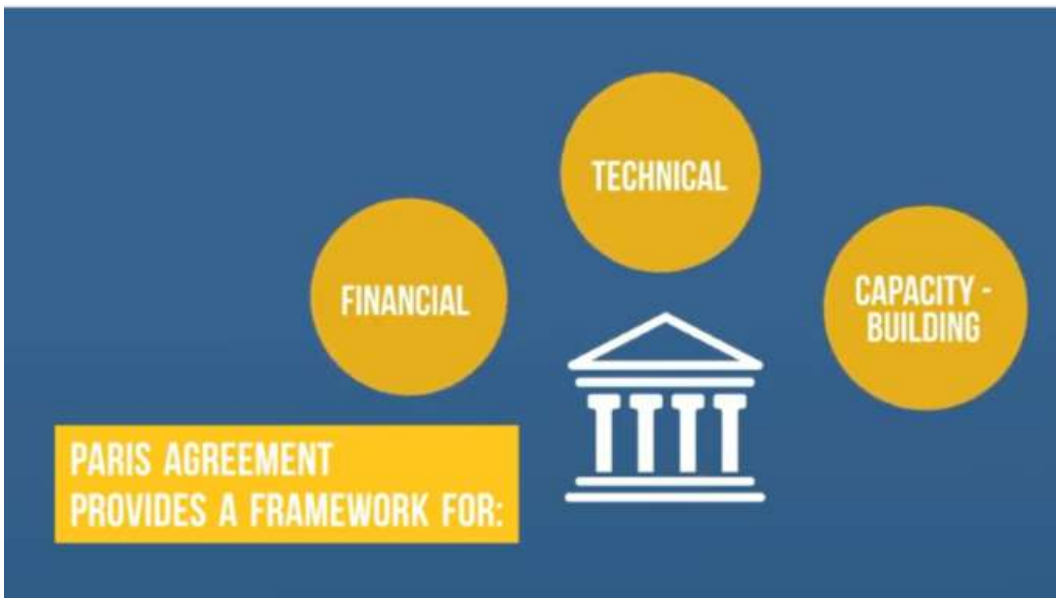 TECHNICAL
FINANCIAL
CAPACITY -
BUILDING
PARIS AGREEMENT
PROVIDES A FRAMEWORK FOR: